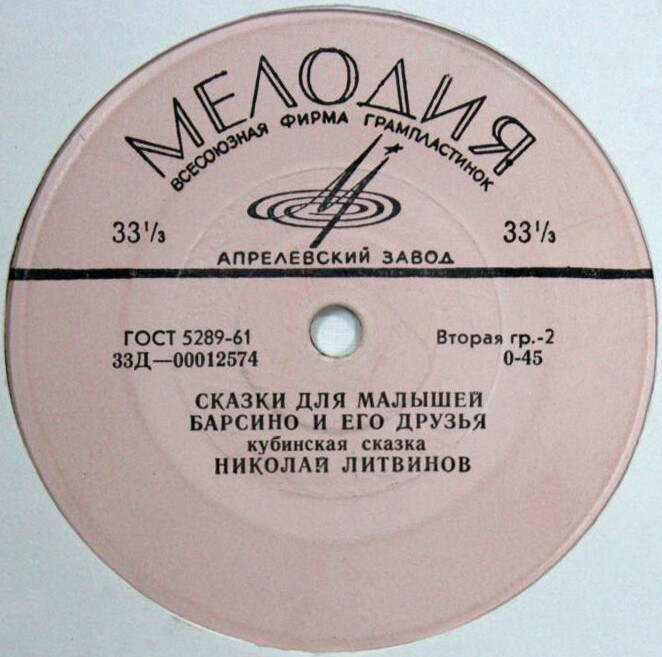 МЕЛОДИЯ
ВСЕСОЮЗНАЯ ФИРМА ГРАМПЛАСТИНОК
33⅓ 33⅓
АПРЕЛЕВСКИЙ ЗАВОД
ГОСТ 5289-61 Вторая гр.-2
33Д—00012574 0-45
СКАЗКИ ДЛЯ МАЛЫШЕЙ
БАРСИНО И ЕГО ДРУЗЬЯ
кубинская сказка
НИКОЛАЙ ЛИТВИНОВ